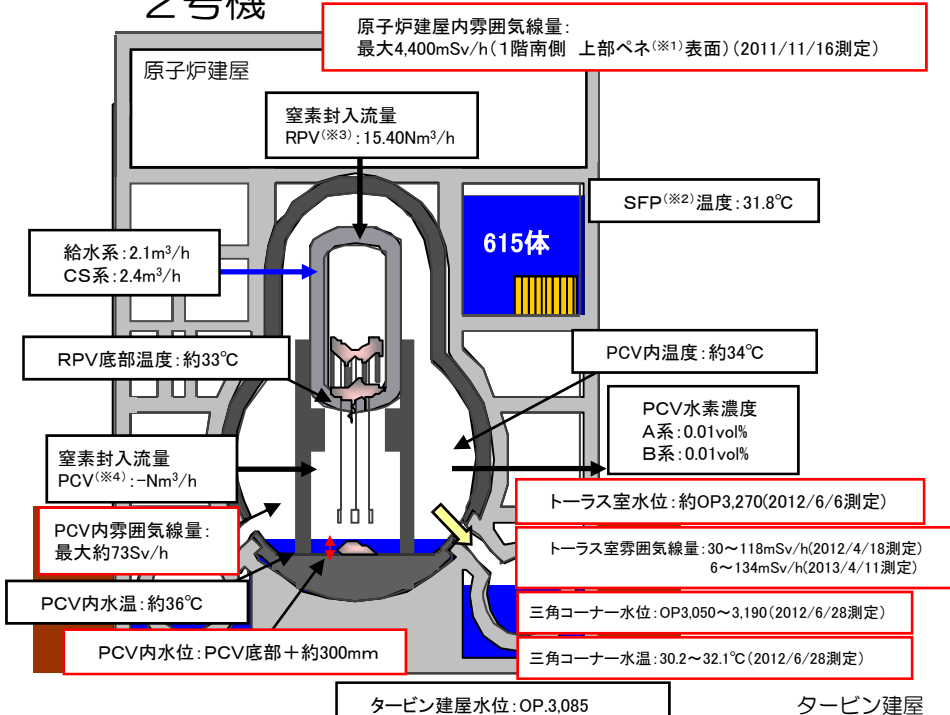 2号機
原子炉建屋内雰囲気線量:
最大4,400mSv/h(1階南側 上部ペネ(※1)表面)(2011/11/16測定)
原子炉建屋
窒素封入流量
RPV(※3):15.40Nm³/h
SFP(※2)温度:31.8℃
615体
給水系:2.1m³/h
CS系:2.4m³/h
RPV底部温度:約33℃
PCV内温度:約34℃
PCV水素濃度
A系:0.01vol%
B系:0.01vol%
窒素封入流量
PCV(※4):-Nm³/h
トーラス室水位:約OP3,270(2012/6/6測定)
PCV内雰囲気線量:
最大約73Sv/h
トーラス室雰囲気線量:30～118mSv/h(2012/4/18測定)
6～134mSv/h(2013/4/11測定)
PCV内水温:約36℃
三角コーナー水位:OP3,050～3,190(2012/6/28測定)
PCV内水位:PCV底部+約300mm
三角コーナー水温:30.2～32.1℃(2012/6/28測定)
タービン建屋水位:OP.3,085
タービン建屋